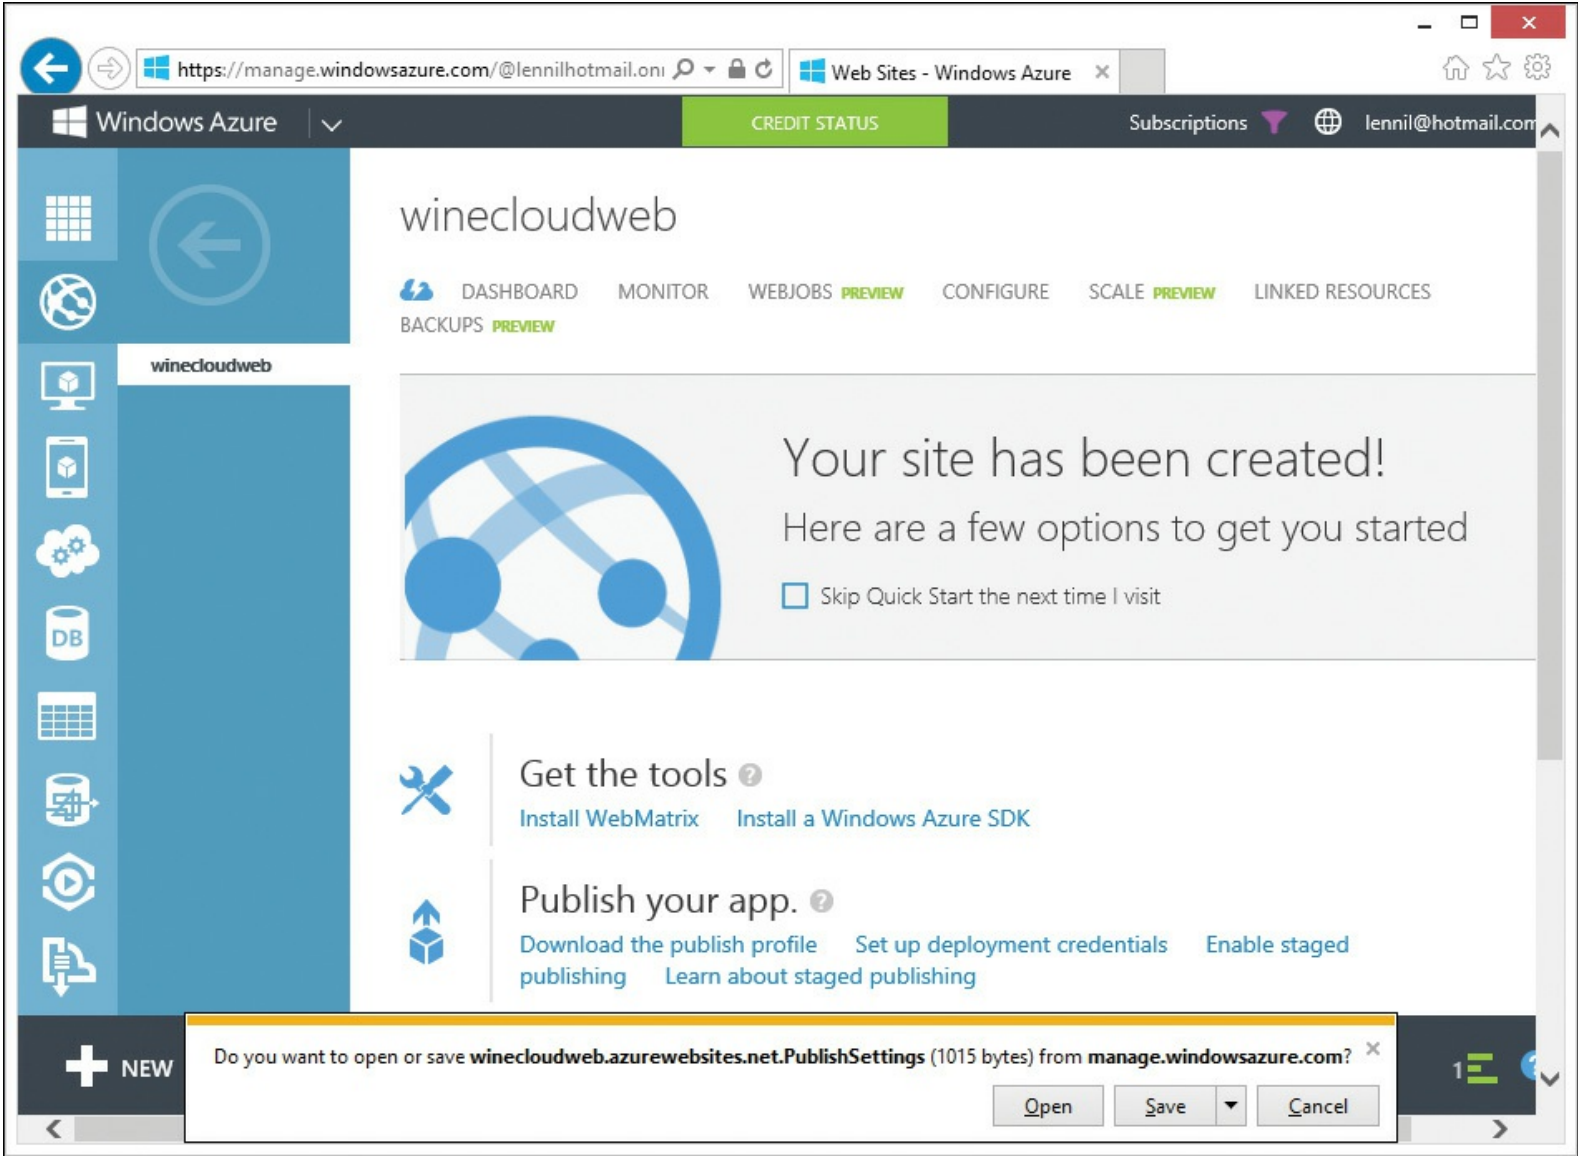 https://manage.windowsazure.com/@lennilhotmail.oni
Web Sites - Windows Azure
Windows Azure
CREDIT STATUS
Subscriptions
lennil@hotmail.com
winecloudweb
DASHBOARD MONITOR WEBJOBS PREVIEW CONFIGURE SCALE PREVIEW LINKED RESOURCES
BACKUPS PREVIEW
winecloudweb
Your site has been created!
Here are a few options to get you started
Skip Quick Start the next time I visit
DB
Get the tools ?
Install WebMatrix Install a Windows Azure SDK
Publish your app. ?
Download the publish profile Set up deployment credentials Enable staged
publishing Learn about staged publishing
NEW
Do you want to open or save winecloudweb.azurewebsites.net.PublishSettings (1015 bytes) from manage.windowsazure.com?
1
?
Open Save Cancel